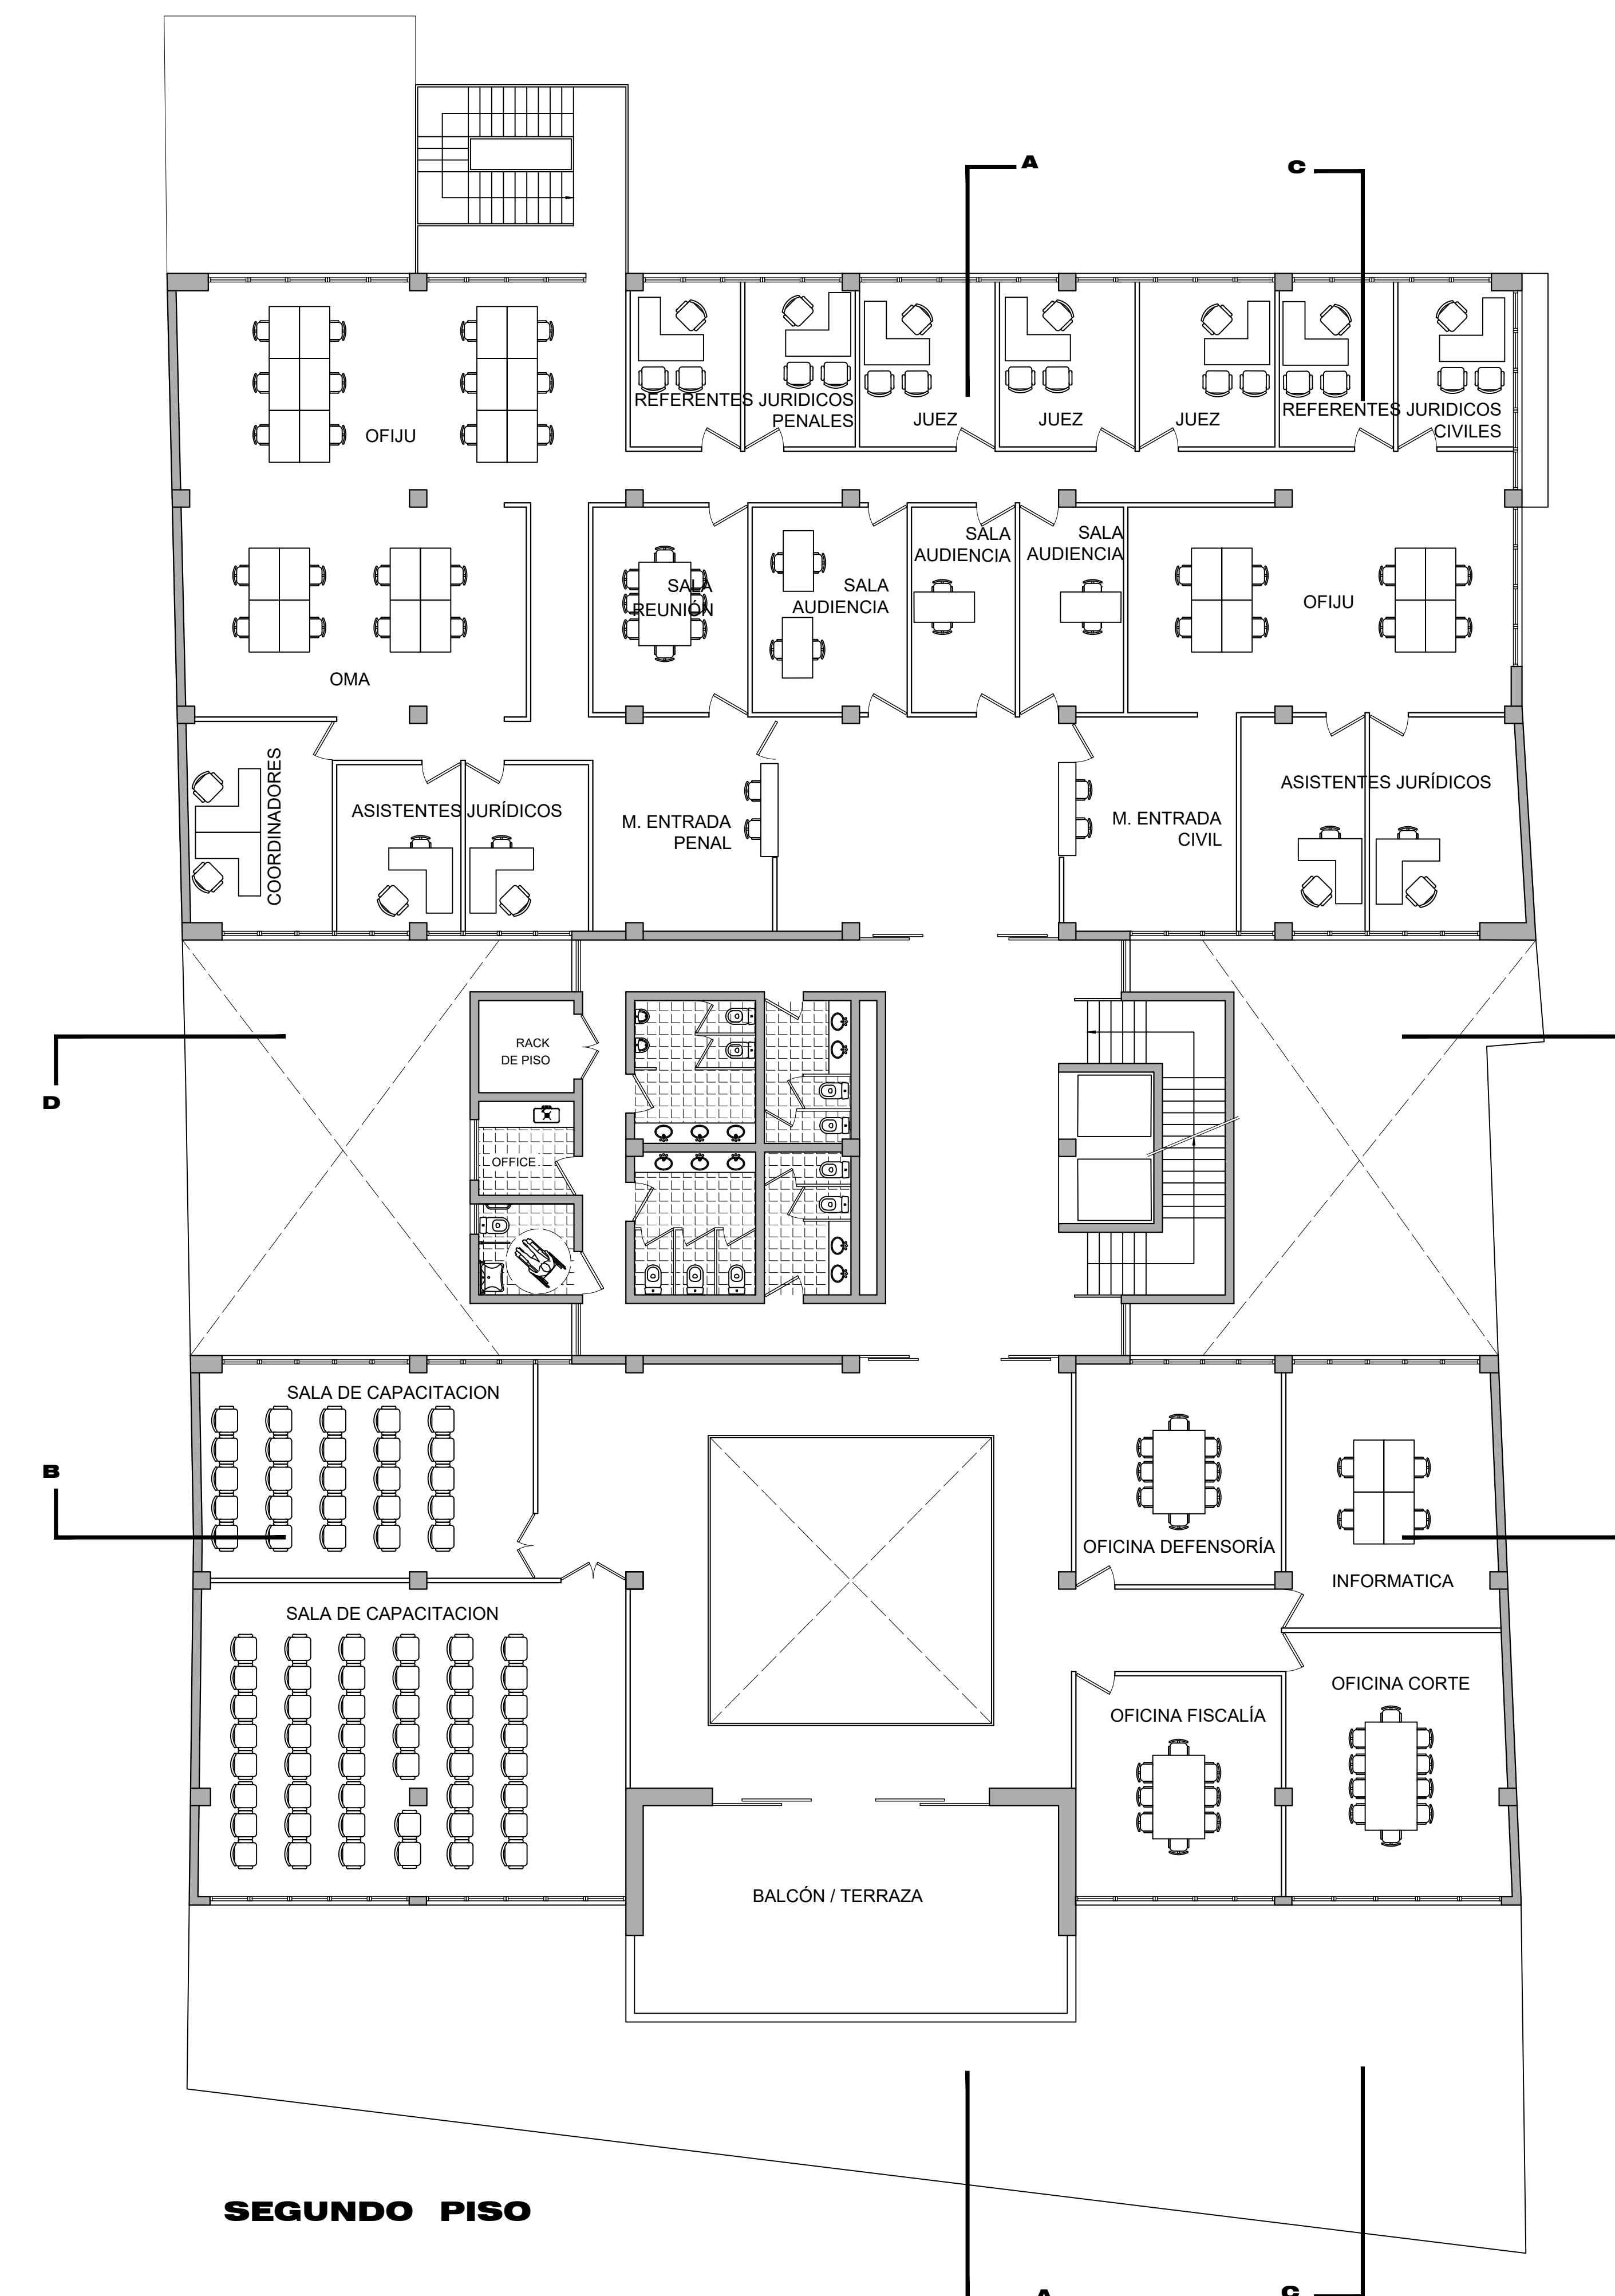 A
C
REFERENTES JURIDICOS
PENALES
JUEZ
JUEZ
JUEZ
REFERENTES JURIDICOS
CIVILES
OFIJU
SALA
AUDIENCIA
SALA
AUDIENCIA
SALA
REUNIÓN
SALA
AUDIENCIA
OFIJU
OMA
COORDINADORES
ASISTENTES JURÍDICOS
M. ENTRADA
PENAL
M. ENTRADA
CIVIL
ASISTENTES JURÍDICOS
RACK
DE PISO
D
OFFICE
SALA DE CAPACITACION
B
OFICINA DEFENSORÍA
INFORMATICA
SALA DE CAPACITACION
OFICINA CORTE
OFICINA FISCALÍA
BALCÓN / TERRAZA
SEGUNDO PISO
A
C